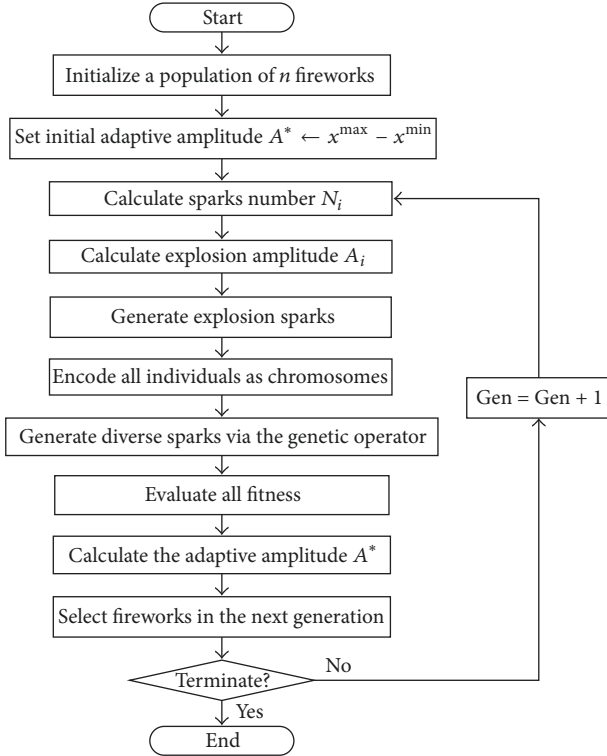 Start
Initialize a population of n fireworks
Set initial adaptive amplitude A* ← x^max − x^min
Calculate sparks number N_i
Calculate explosion amplitude A_i
Generate explosion sparks
Encode all individuals as chromosomes
Gen = Gen + 1
Generate diverse sparks via the genetic operator
Evaluate all fitness
Calculate the adaptive amplitude A*
Select fireworks in the next generation
No
Terminate?
Yes
End